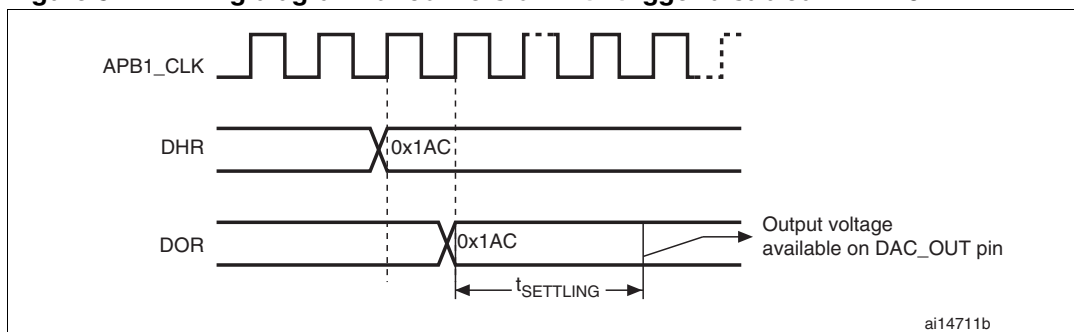 APB1_CLK
DHR
0x1AC
DOR
0x1AC
Output voltage
available on DAC_OUT pin
tSETTLING
ai14711b